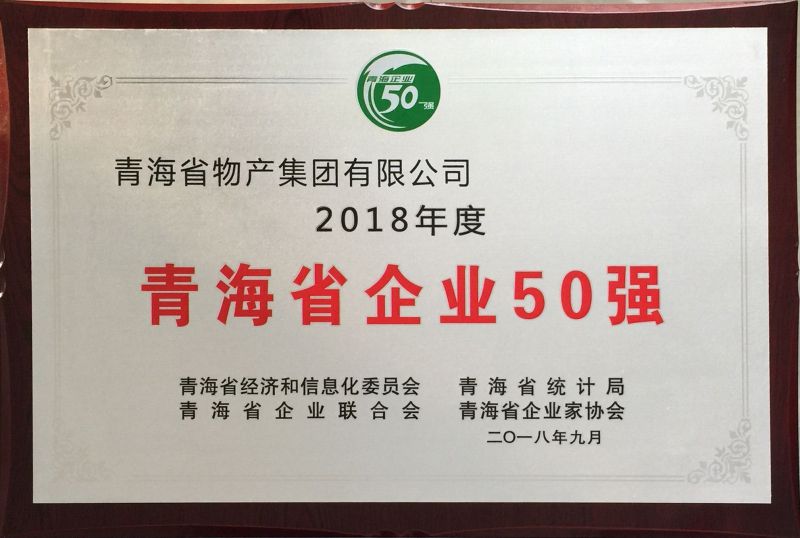 青海企业
50强
青海省物产集团有限公司
2018年度
青海省企业50强
青海省经济和信息化委员会 青海省统计局
青海省企业联合会 青海省企业家协会
二〇一八年九月